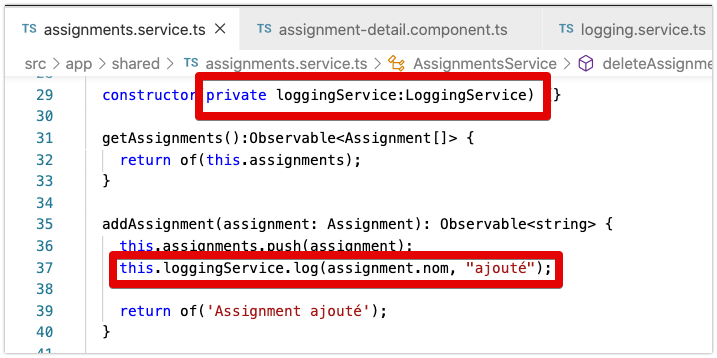 TS assignments.service.ts × TS assignment-detail.component.ts TS logging.service.ts
src > app > shared > TS assignments.service.ts > AssignmentsService > deleteAssignme
29 constructor private loggingService:LoggingService) {}
30
31 getAssignments():Observable<Assignment[]> {
32 return of(this.assignments);
33 }
34
35 addAssignment(assignment: Assignment): Observable<string> {
36 this.assignments.push(assignment);
37 this.loggingService.log(assignment.nom, "ajouté");
38
39 return of('Assignment ajouté');
40 }